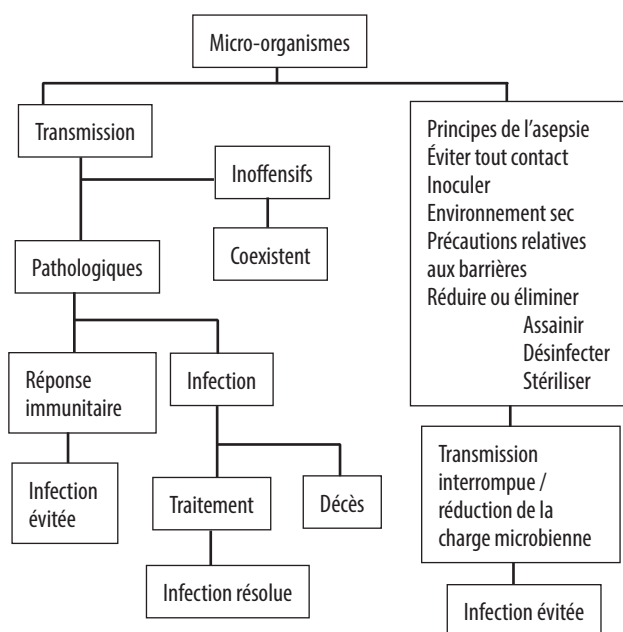 Micro-organismes
Transmission
Inoffensifs
Coexistent
Pathologiques
Réponse
immunitaire
Infection
évitée
Infection
Traitement
Décès
Infection résolue
Principes de l’asepsie
Éviter tout contact
Inoculer
Environnement sec
Précautions relatives
aux barrières
Réduire ou éliminer
Assainir
Désinfecter
Stériliser
Transmission
interrompue /
réduction de la
charge microbienne
Infection évitée